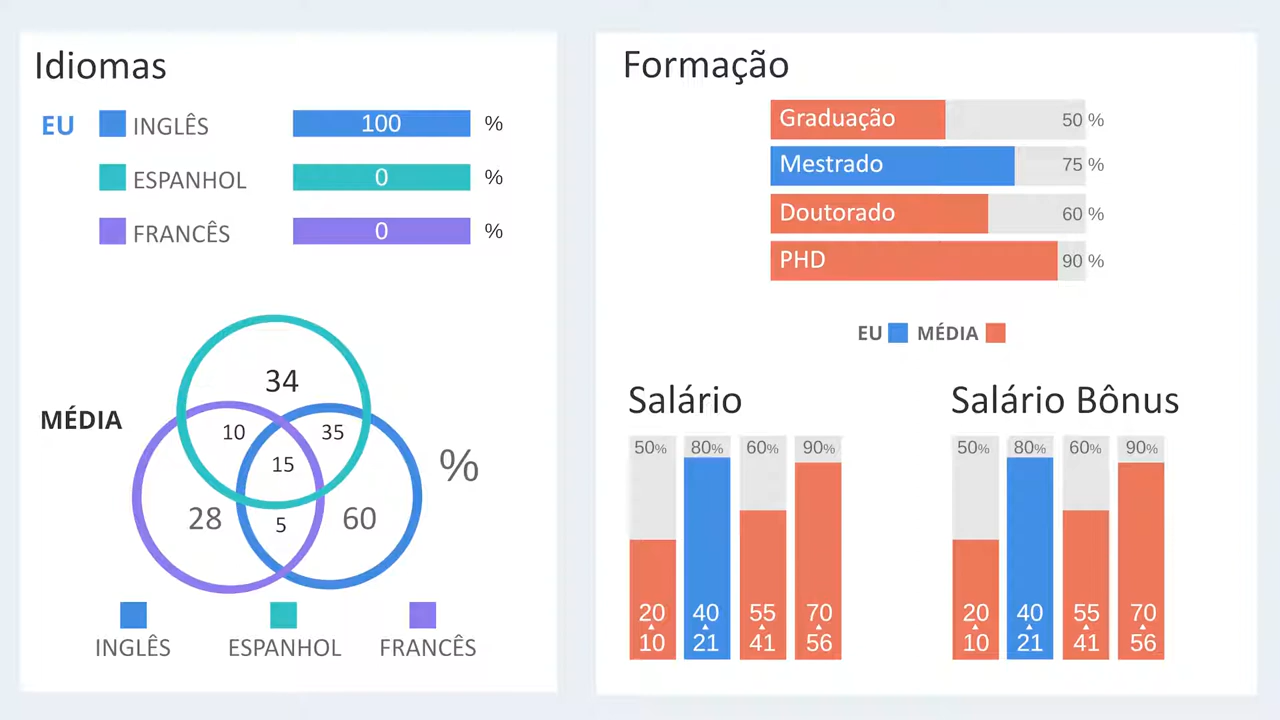 Idiomas
EU INGLÊS 100 %
ESPANHOL 0 %
FRANCÊS 0 %
MÉDIA
34
10 35
15
28 5 60
%
INGLÊS ESPANHOL FRANCÊS
Formação
Graduação 50 %
Mestrado 75 %
Doutorado 60 %
PHD 90 %
EU MÉDIA
Salário
50% 80% 60% 90%
20 40 55 70
10 21 41 56
Salário Bônus
50% 80% 60% 90%
20 40 55 70
10 21 41 56